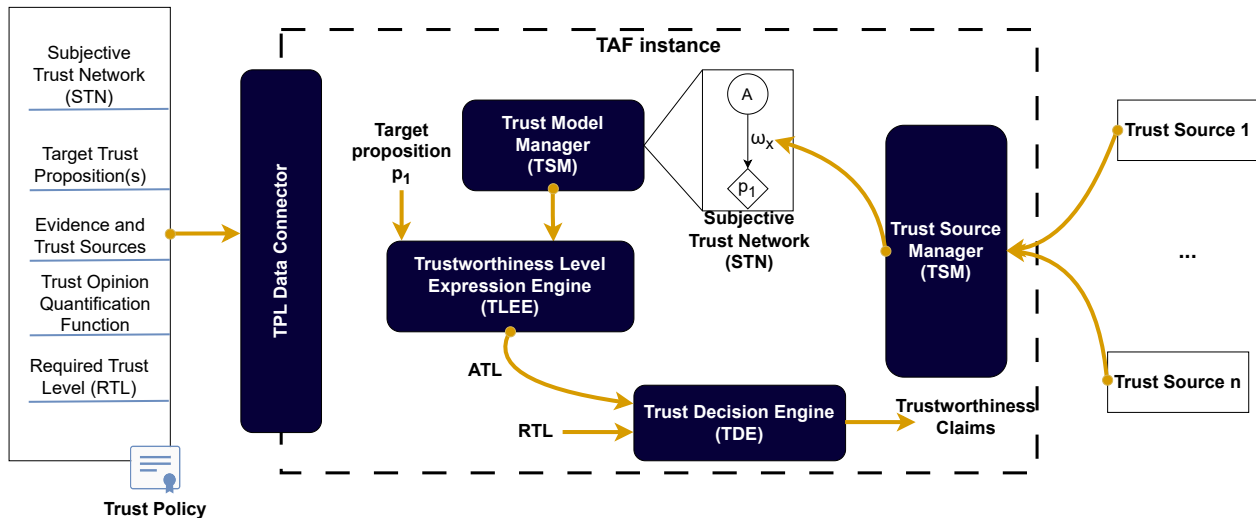 Subjective
Trust Network
(STN)
Target Trust
Proposition(s)
Evidence and
Trust Sources
Trust Opinion
Quantification
Function
Required Trust
Level (RTL)
Trust Policy
TPL Data Connector
TAF instance
Target
proposition
p1
Trust Model
Manager
(TSM)
A
ωx
p1
Subjective
Trust Network
(STN)
Trustworthiness Level
Expression Engine
(TLEE)
ATL
RTL
Trust Decision Engine
(TDE)
Trustworthiness
Claims
Trust Source
Manager
(TSM)
Trust Source 1
...
Trust Source n